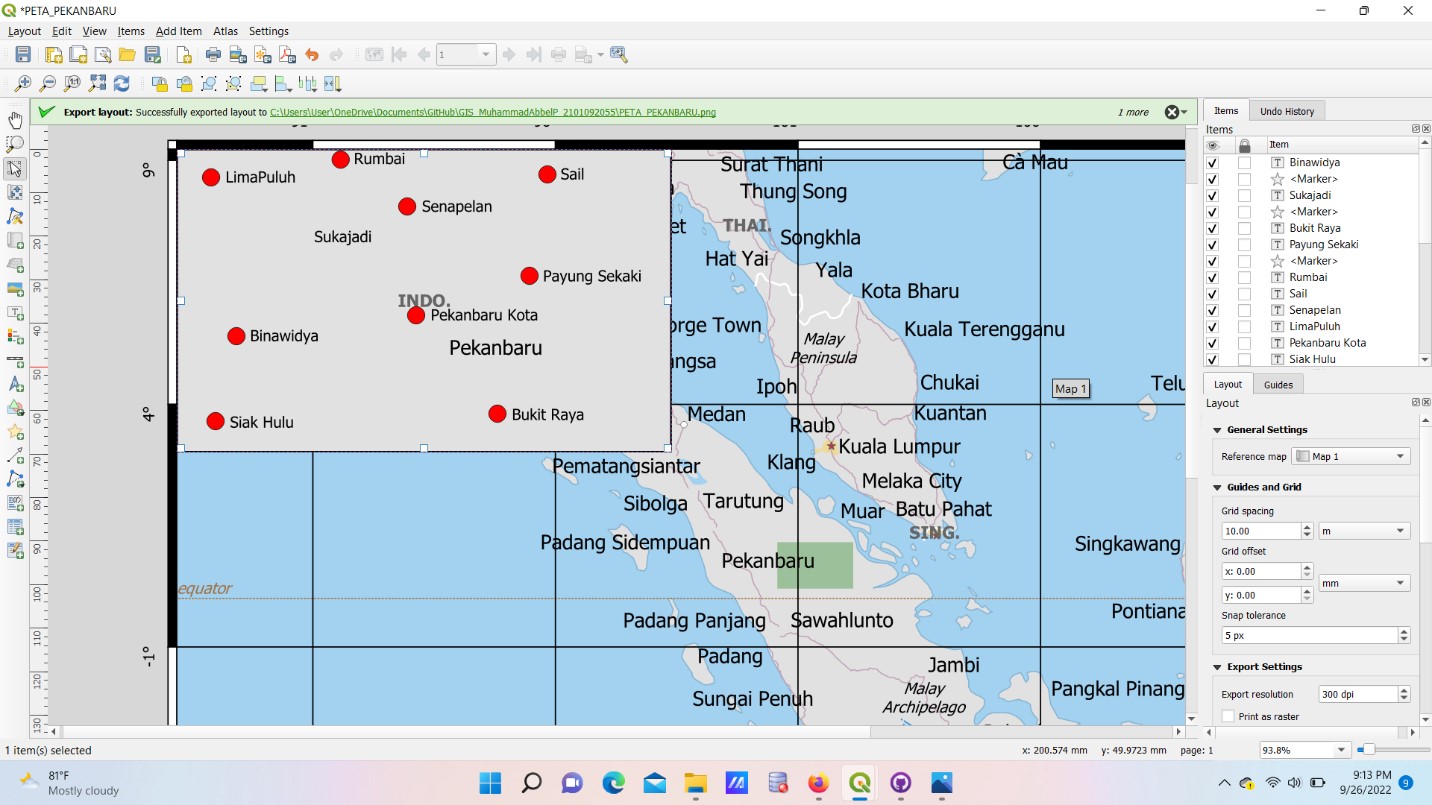 *PETA_PEKANBARU
Layout Edit View Items Add Item Atlas Settings
1
Export layout: Successfully exported layout to C:\Users\User\OneDrive\Documents\GitHub\GIS_MuhammadAbbelP_2101092055\PETA_PEKANBARU.png 1 more
Items Undo History
Items
Item
Binawidya
<Marker>
Sukajadi
<Marker>
Bukit Raya
Payung Sekaki
<Marker>
Rumbai
Sail
Senapelan
LimaPuluh
Pekanbaru Kota
Siak Hulu
Layout Guides
Layout
General Settings
Reference map Map 1
Guides and Grid
Grid spacing
10.00 m
Grid offset
x: 0.00
mm
y: 0.00
Snap tolerance
5 px
Export Settings
Export resolution 300 dpi
Print as raster
0
10
20
30
40
50
60
70
80
90
100
110
120
130
9°
4°
-1°
Rumbai
LimaPuluh
Sail
Senapelan
Sukajadi
Payung Sekaki
INDO.
Pekanbaru Kota
Binawidya
Pekanbaru
Siak Hulu
Bukit Raya
Surat Thani
Cà Mau
Thung Song
et
THAI.
Songkhla
Hat Yai
Yala
Kota Bharu
orge Town
Kuala Terengganu
Malay
Peninsula
ngsa
Ipoh
Chukai
Map 1
Telu
Medan
Kuantan
Raub
Kuala Lumpur
Klang
Pematangsiantar
Melaka City
Sibolga
Tarutung
Muar
Batu Pahat
SING.
Padang Sidempuan
Singkawang
Pekanbaru
equator
Padang Panjang
Sawahlunto
Pontiana
Padang
Jambi
Sungai Penuh
Malay
Archipelago
Pangkal Pinang
1 item(s) selected
x: 200.574 mm y: 49.9723 mm page: 1
93.8%
81°F
Mostly cloudy
9:13 PM
9/26/2022
9